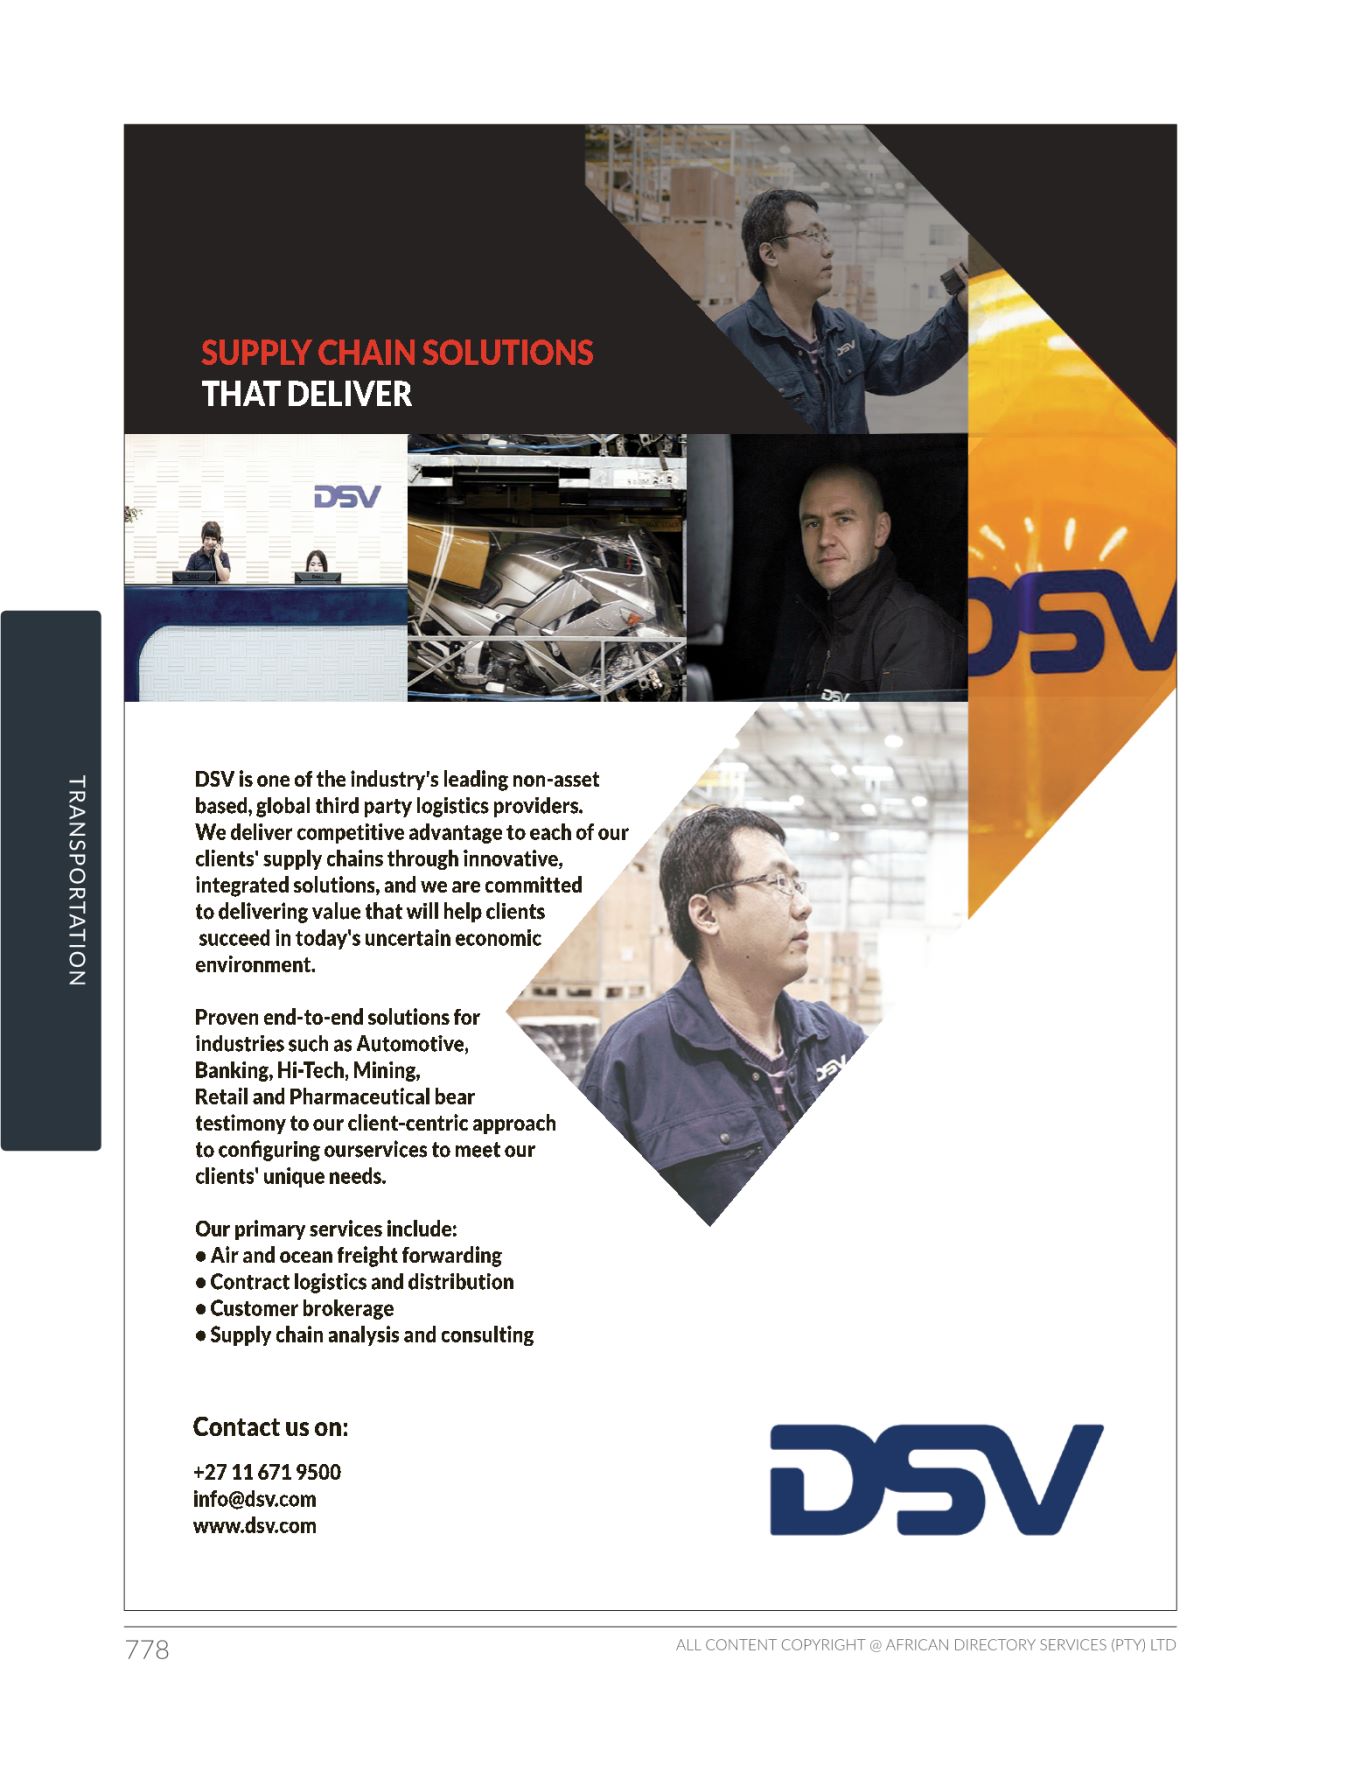 SUPPLY CHAIN SOLUTIONS
THAT DELIVER
DSV
DSV
DSV
DSV
TRANSPORTATION
DSV is one of the industry's leading non-asset
based, global third party logistics providers.
We deliver competitive advantage to each of our
clients' supply chains through innovative,
integrated solutions, and we are committed
to delivering value that will help clients
succeed in today's uncertain economic
environment.
Proven end-to-end solutions for
industries such as Automotive,
Banking, Hi-Tech, Mining,
Retail and Pharmaceutical bear
testimony to our client-centric approach
to configuring ourservices to meet our
clients' unique needs.
DSV
Our primary services include:
• Air and ocean freight forwarding
• Contract logistics and distribution
• Customer brokerage
• Supply chain analysis and consulting
Contact us on:
+27 11 671 9500
info@dsv.com
www.dsv.com
DSV
778
ALL CONTENT COPYRIGHT @ AFRICAN DIRECTORY SERVICES (PTY) LTD